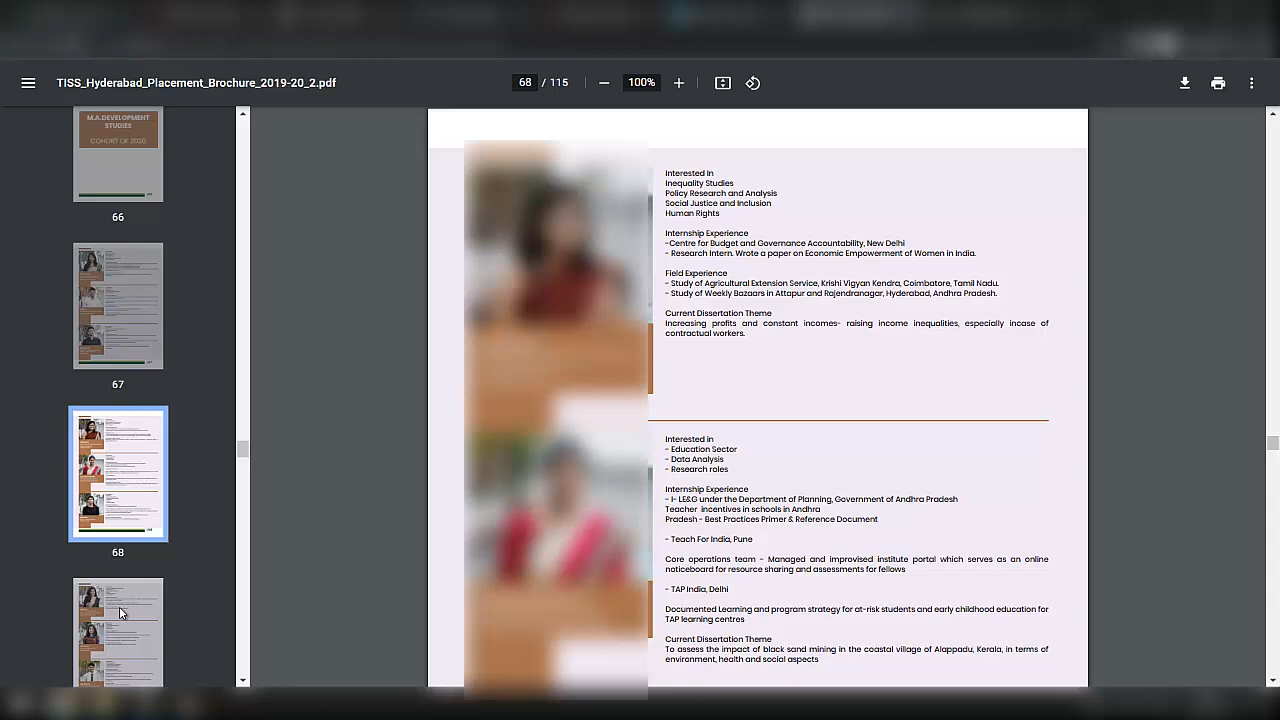 TISS_Hyderabad_Placement_Brochure_2019-20_2.pdf
68 / 115
100%
M.A.DEVELOPMENT
STUDIES
COHORT OF 2020
66
67
68
Interested In
Inequality Studies
Policy Research and Analysis
Social Justice and Inclusion
Human Rights
Internship Experience
-Centre for Budget and Governance Accountability, New Delhi
- Research Intern. Wrote a paper on Economic Empowerment of Women in India.
Field Experience
- Study of Agricultural Extension Service, Krishi Vigyan Kendra, Coimbatore, Tamil Nadu.
- Study of Weekly Bazaars in Attapur and Rajendranagar, Hyderabad, Andhra Pradesh.
Current Dissertation Theme
Increasing profits and constant incomes- raising income inequalities, especially incase of
contractual workers.
Interested in
- Education Sector
- Data Analysis
- Research roles
Internship Experience
- I- LE&G under the Department of Planning, Government of Andhra Pradesh
Teacher incentives in schools in Andhra
Pradesh - Best Practices Primer & Reference Document
- Teach For India, Pune
Core operations team - Managed and improvised institute portal which serves as an online
noticeboard for resource sharing and assessments for fellows
- TAP India, Delhi
Documented Learning and program strategy for at-risk students and early childhood education for
TAP learning centres
Current Dissertation Theme
To assess the impact of black sand mining in the coastal village of Alappadu, Kerala, in terms of
environment, health and social aspects